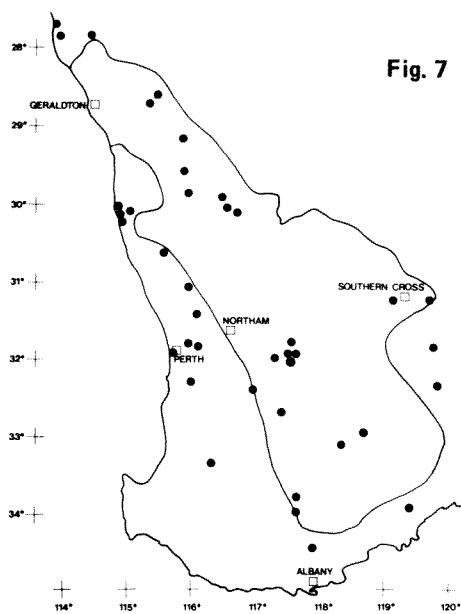 Fig. 7
28°
GERALDTON
29°
30°
31°
SOUTHERN CROSS
NORTHAM
32°
PERTH
33°
34°
ALBANY
114° 115° 116° 117° 118° 119° 120°